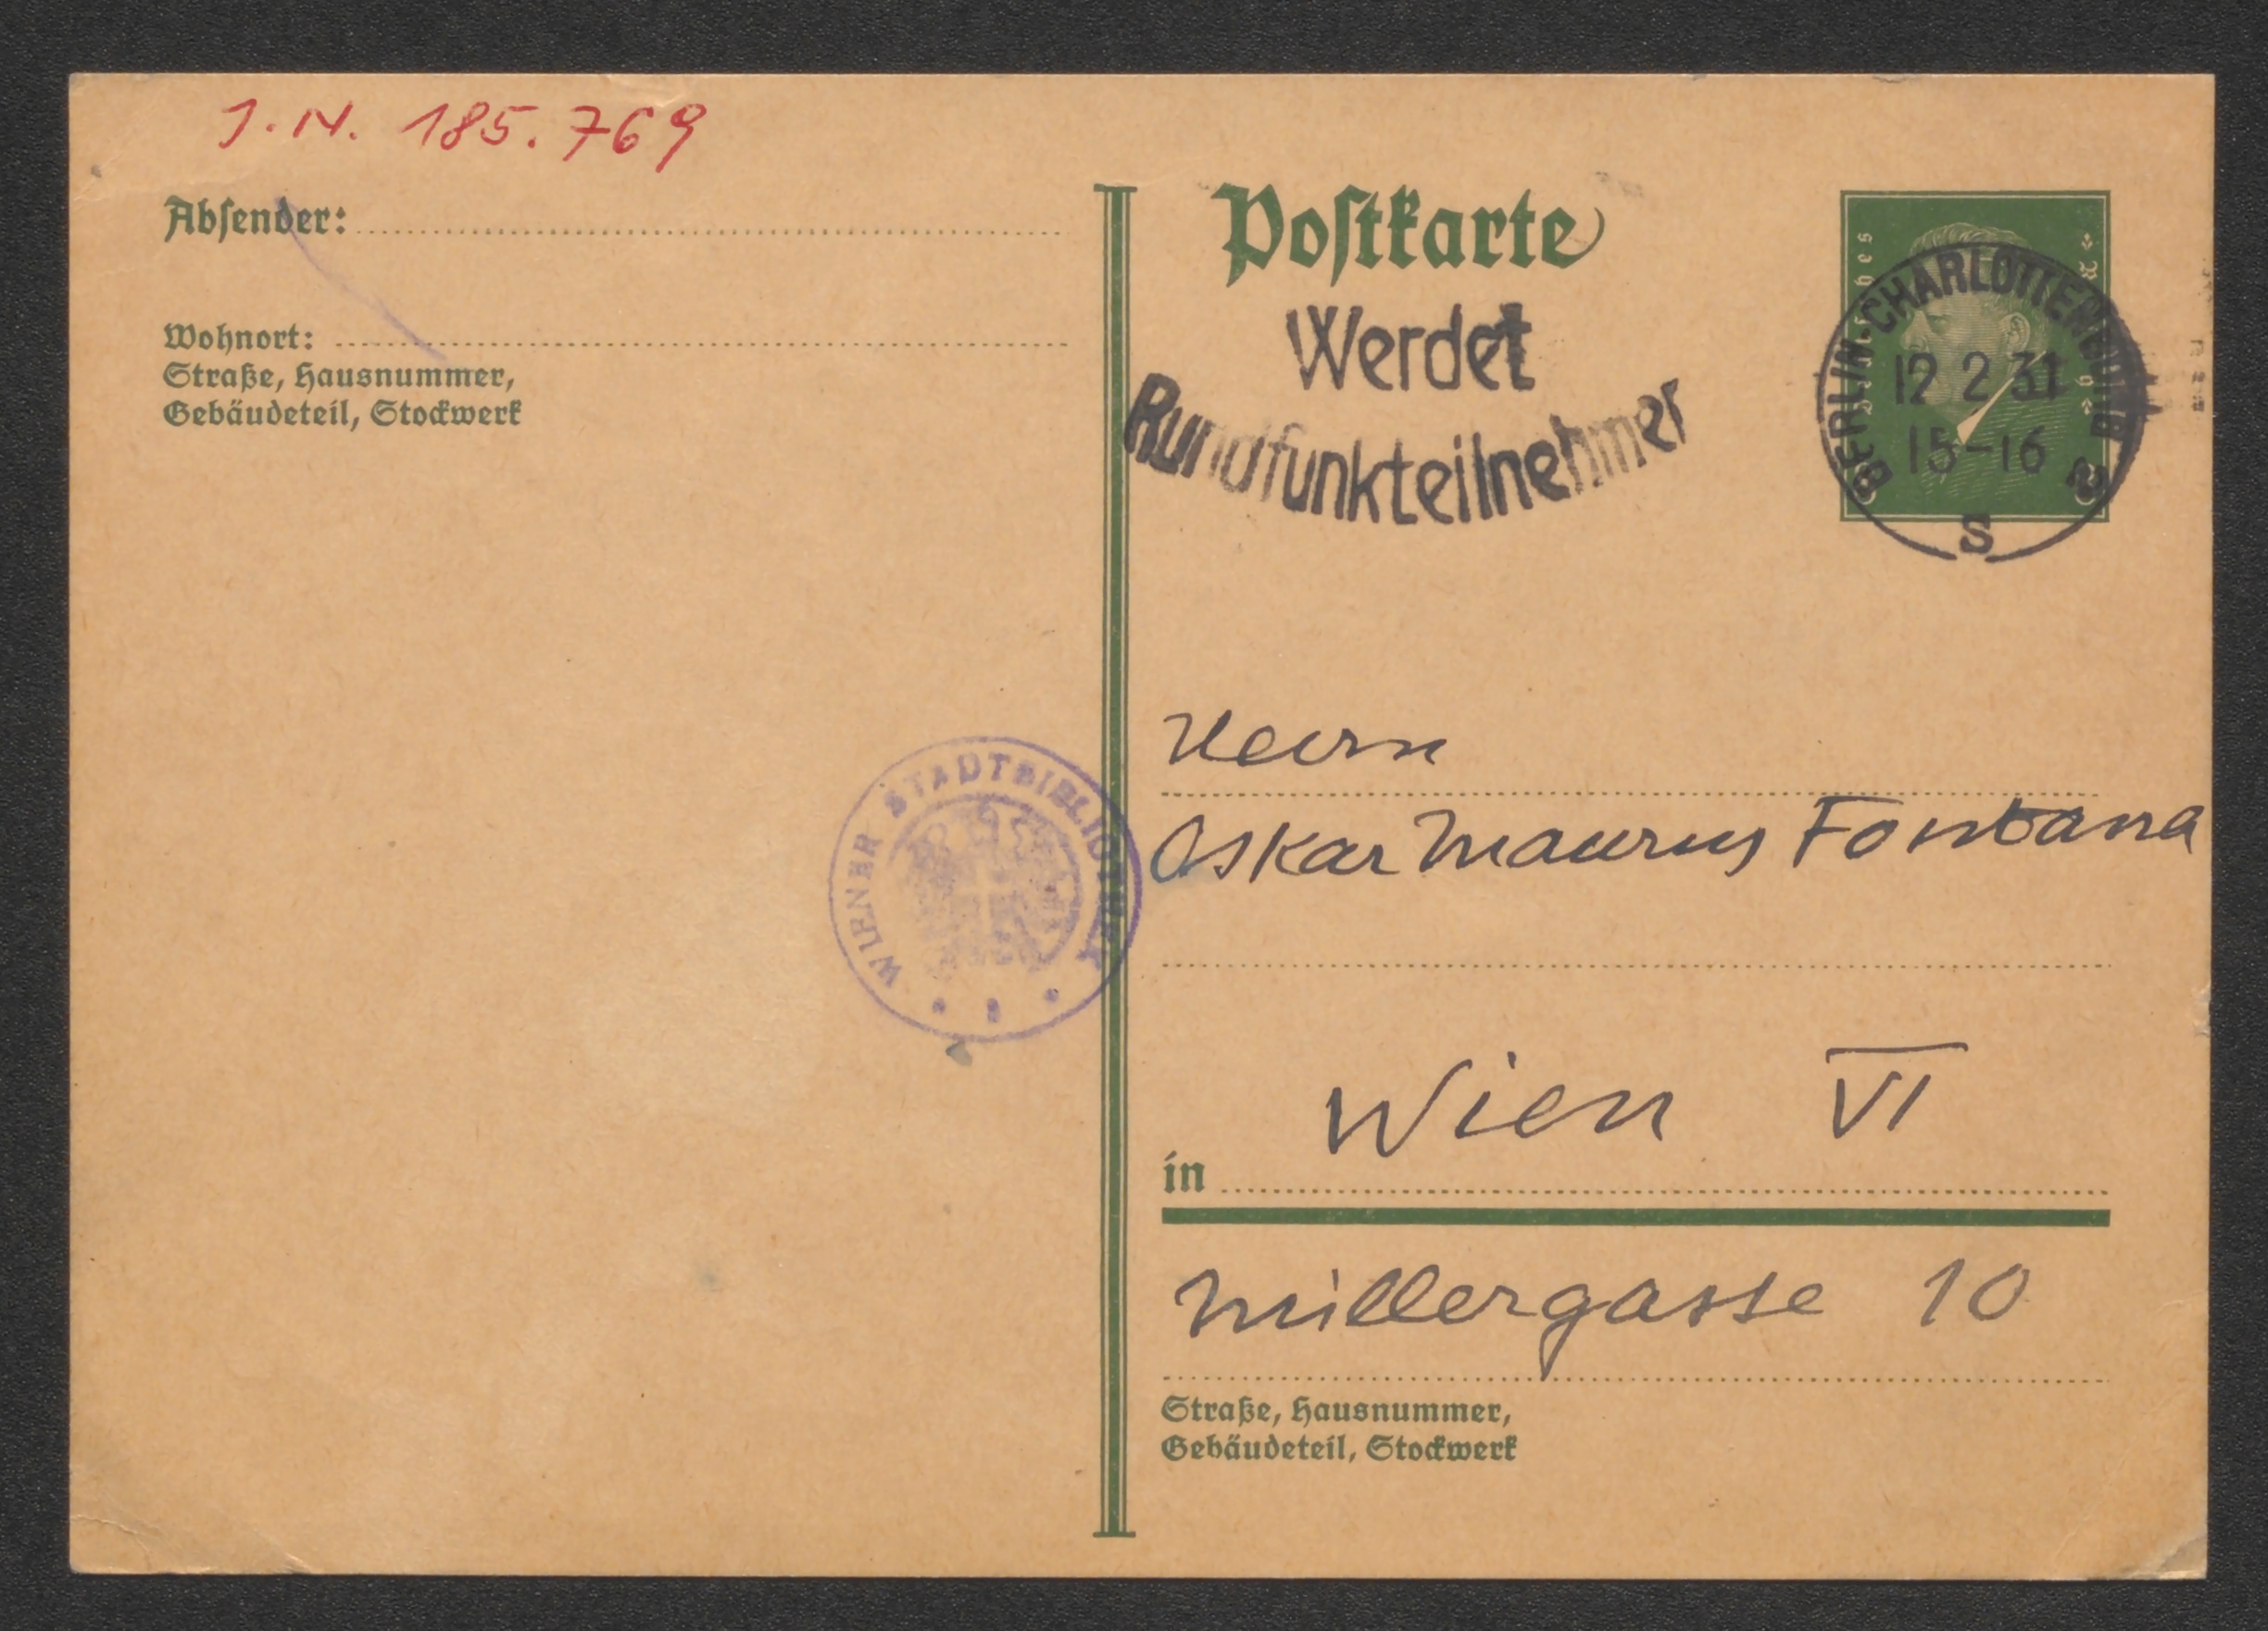 J. N. 185.769
Absender:
Wohnort:
Straße, Hausnummer,
Gebäudeteil, Stockwerk
Postkarte
Werdet
Rundfunkteilnehmer
BERLIN-CHARLOTTENBURG 2
12 2 31
15-16
S
WIENER STADTBIBLIOTHEK
Herrn
Oskar Maurus Fontana
in Wien VI
Millergasse 10
Straße, Hausnummer,
Gebäudeteil, Stockwerk